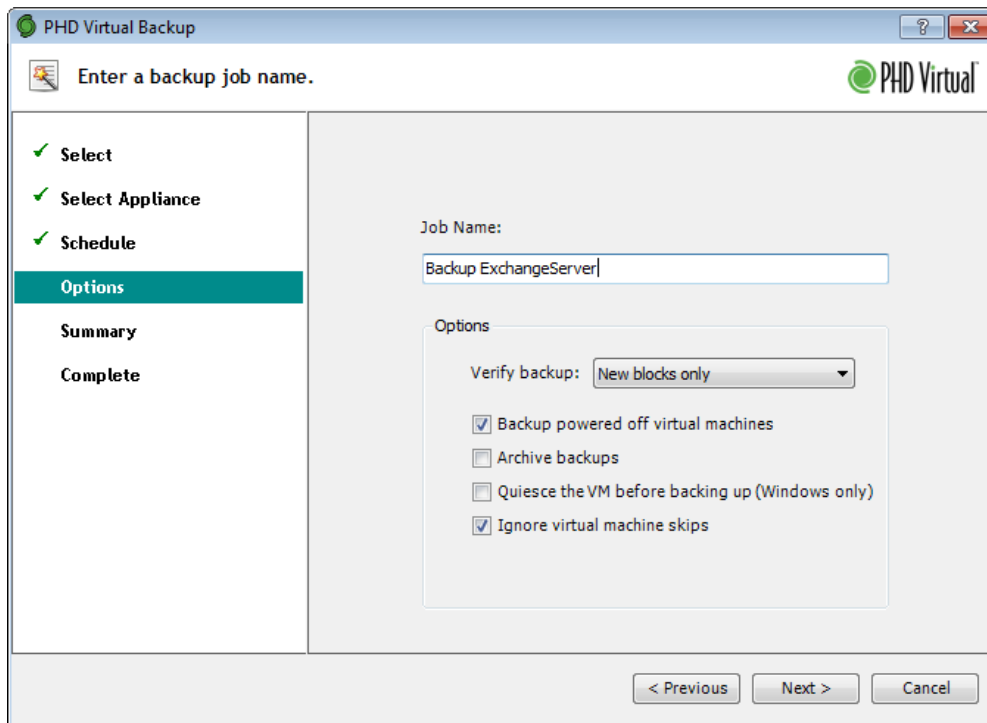 PHD Virtual Backup
?
Enter a backup job name.
PHD Virtual
Select
Select Appliance
Schedule
Options
Summary
Complete
Job Name:
Backup ExchangeServer
Options
Verify backup: New blocks only
Backup powered off virtual machines
Archive backups
Quiesce the VM before backing up (Windows only)
Ignore virtual machine skips
< Previous Next > Cancel